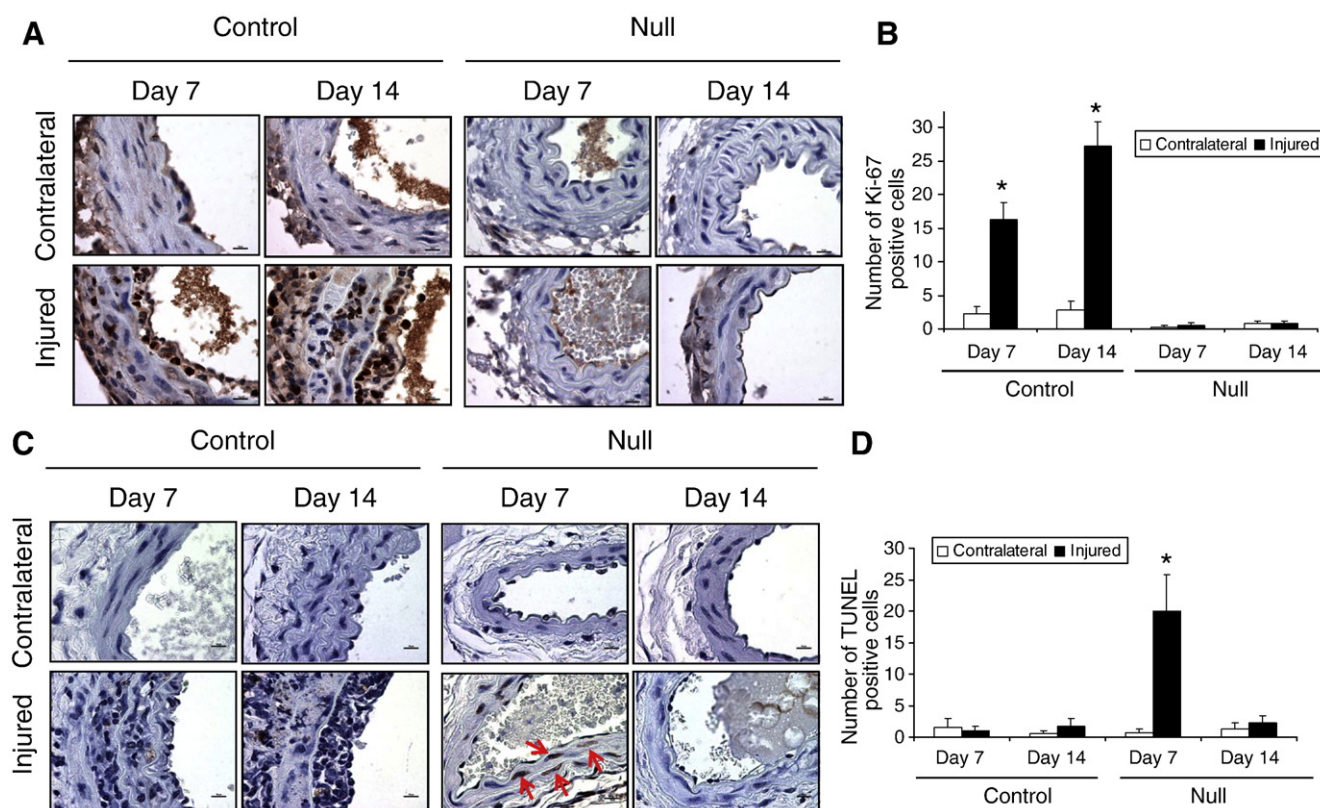 A
Control
Null
Day 7
Day 14
Day 7
Day 14
Contralateral
Injured
B
Number of Ki-67
positive cells
30
25
20
15
10
5
0
Contralateral
Injured
*
*
Day 7
Day 14
Day 7
Day 14
Control
Null
C
Control
Null
Day 7
Day 14
Day 7
Day 14
Contralateral
Injured
D
Number of TUNEL
positive cells
30
25
20
15
10
5
0
Contralateral
Injured
*
Day 7
Day 14
Day 7
Day 14
Control
Null